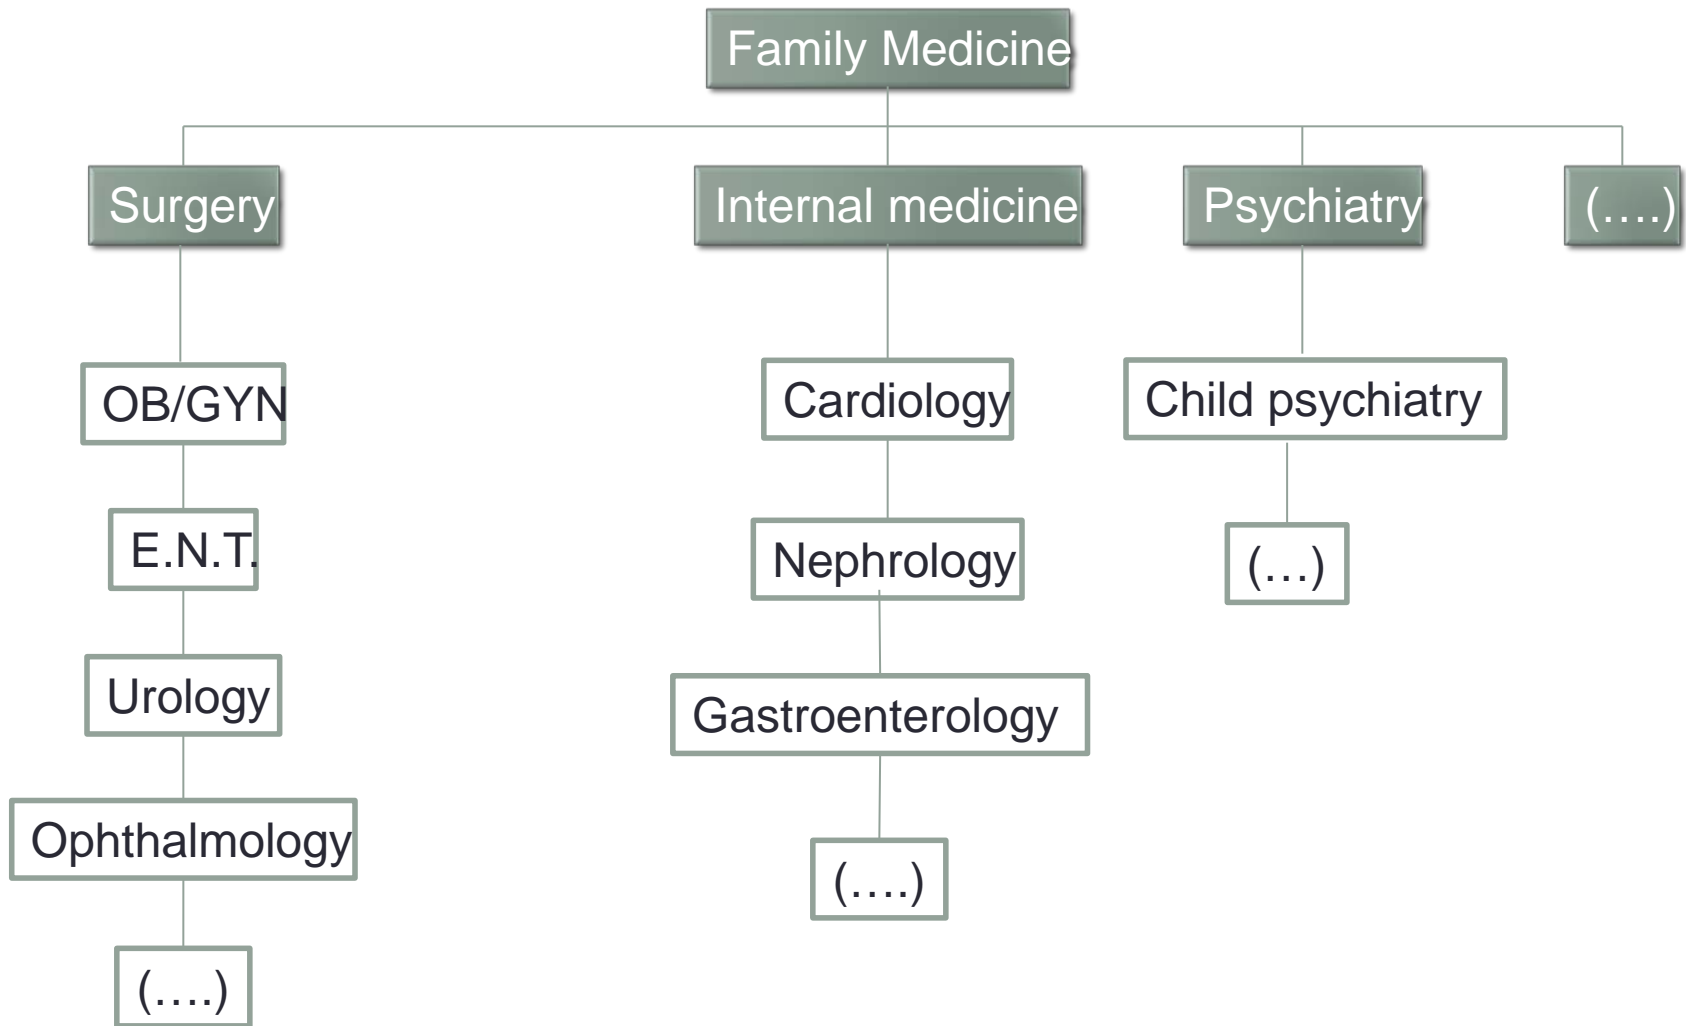 Family Medicine
Surgery
Internal medicine
Psychiatry
(....)
OB/GYN
Cardiology
Child psychiatry
E.N.T.
Nephrology
(...)
Urology
Gastroenterology
Ophthalmology
(....)
(....)